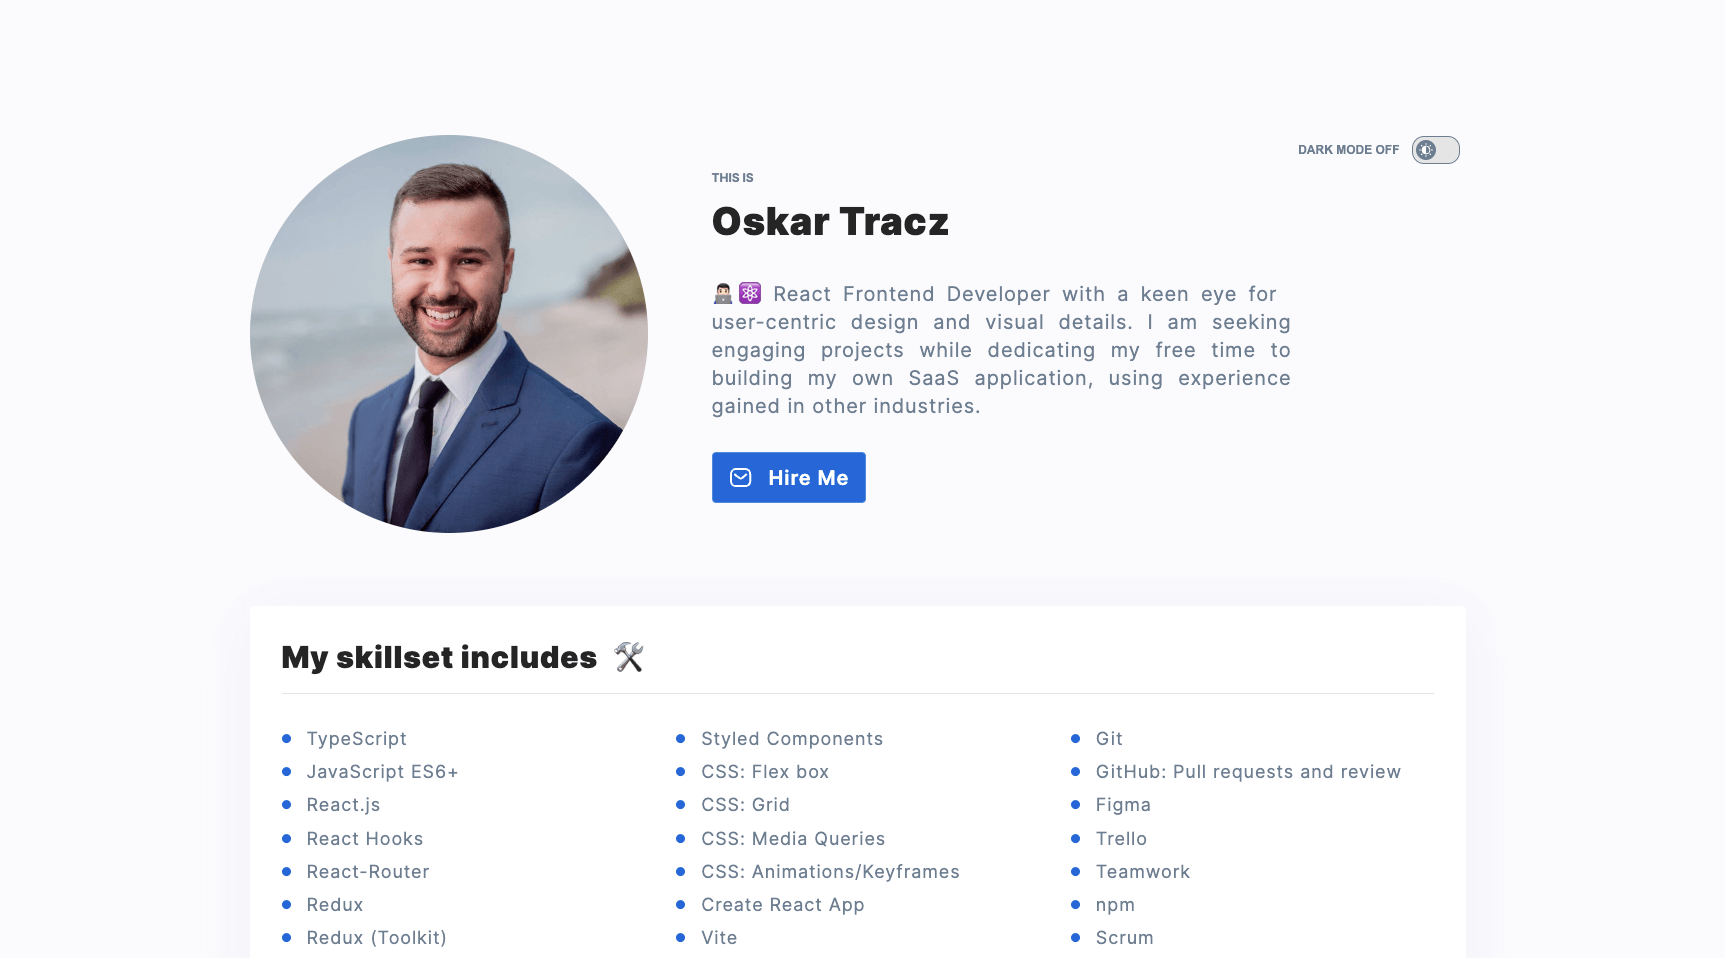 DARK MODE OFF
THIS IS
Oskar Tracz
React Frontend Developer with a keen eye for
user-centric design and visual details. I am seeking
engaging projects while dedicating my free time to
building my own SaaS application, using experience
gained in other industries.
Hire Me
My skillset includes
TypeScript
JavaScript ES6+
React.js
React Hooks
React-Router
Redux
Redux (Toolkit)
Styled Components
CSS: Flex box
CSS: Grid
CSS: Media Queries
CSS: Animations/Keyframes
Create React App
Vite
Git
GitHub: Pull requests and review
Figma
Trello
Teamwork
npm
Scrum